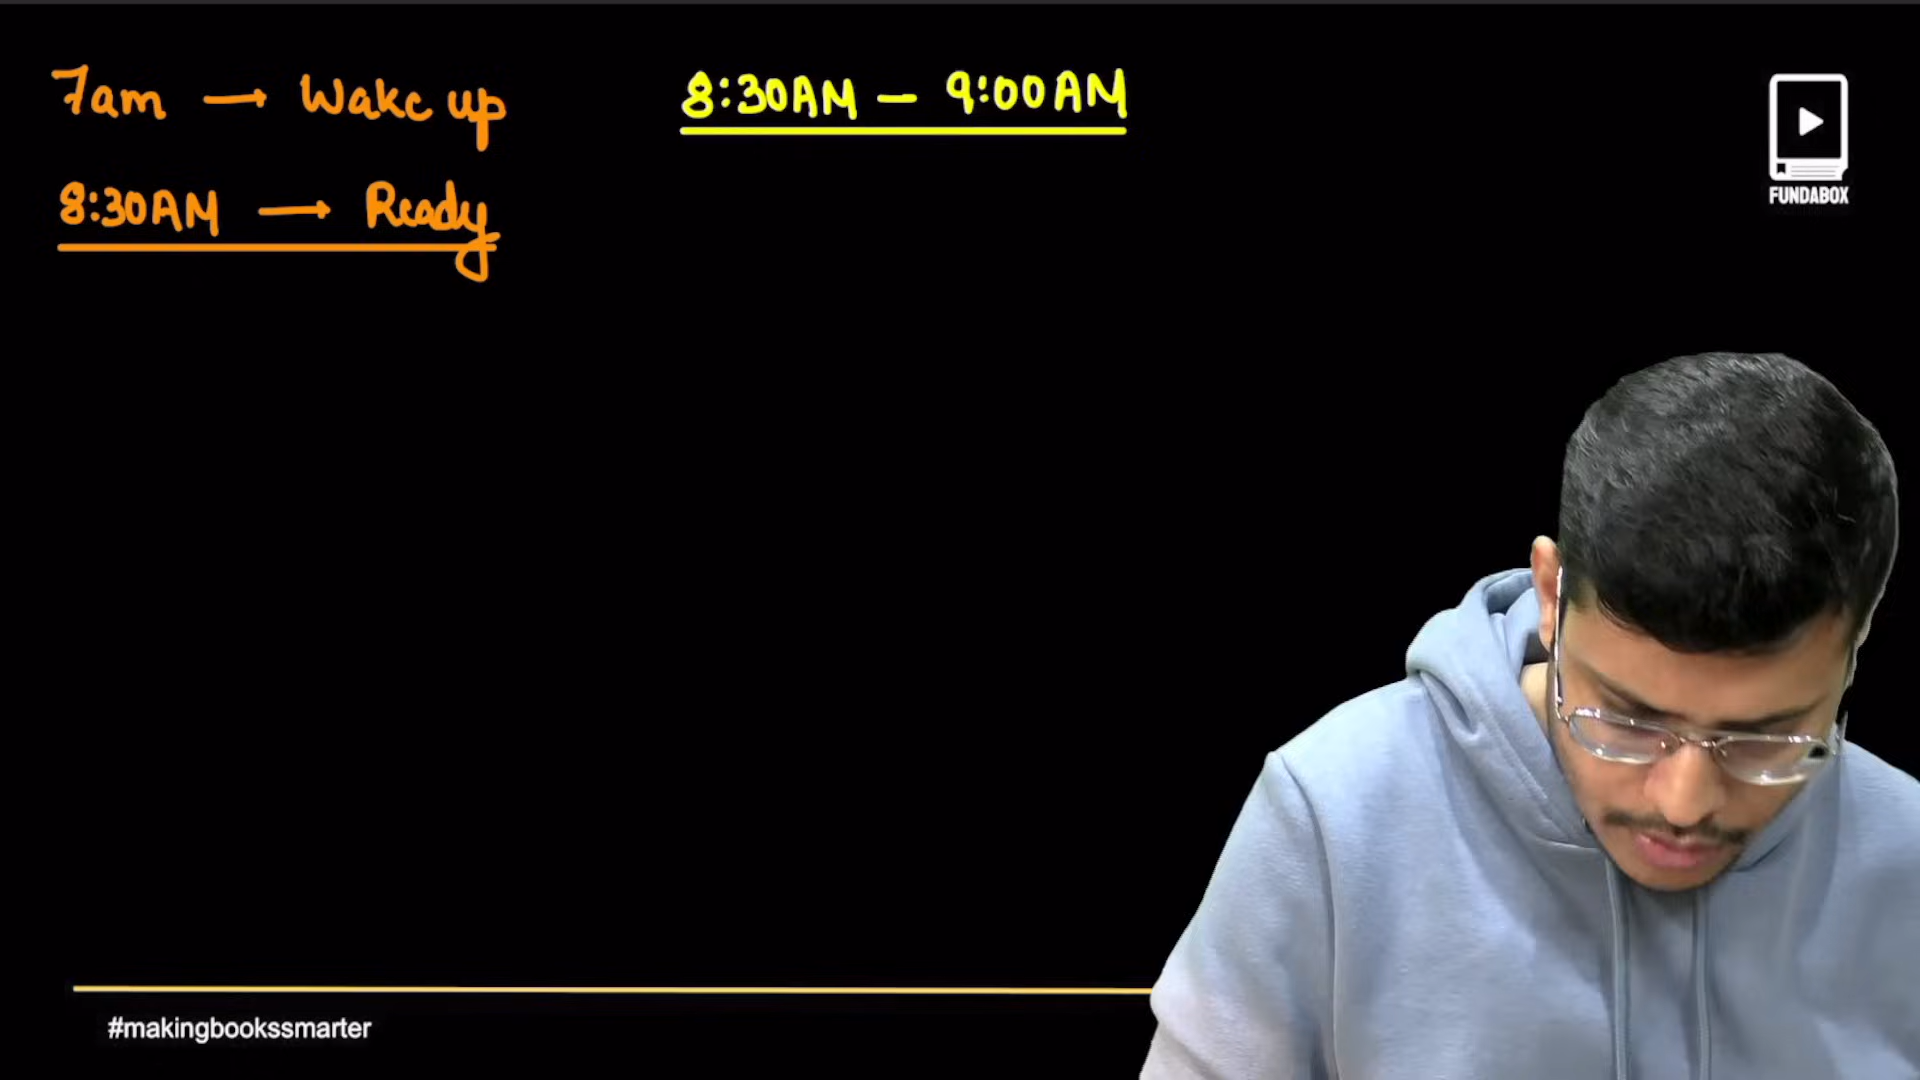 7am → Wake up
8:30AM → Ready
8:30AM — 9:00AM
FUNDABOX
#makingbookssmarter